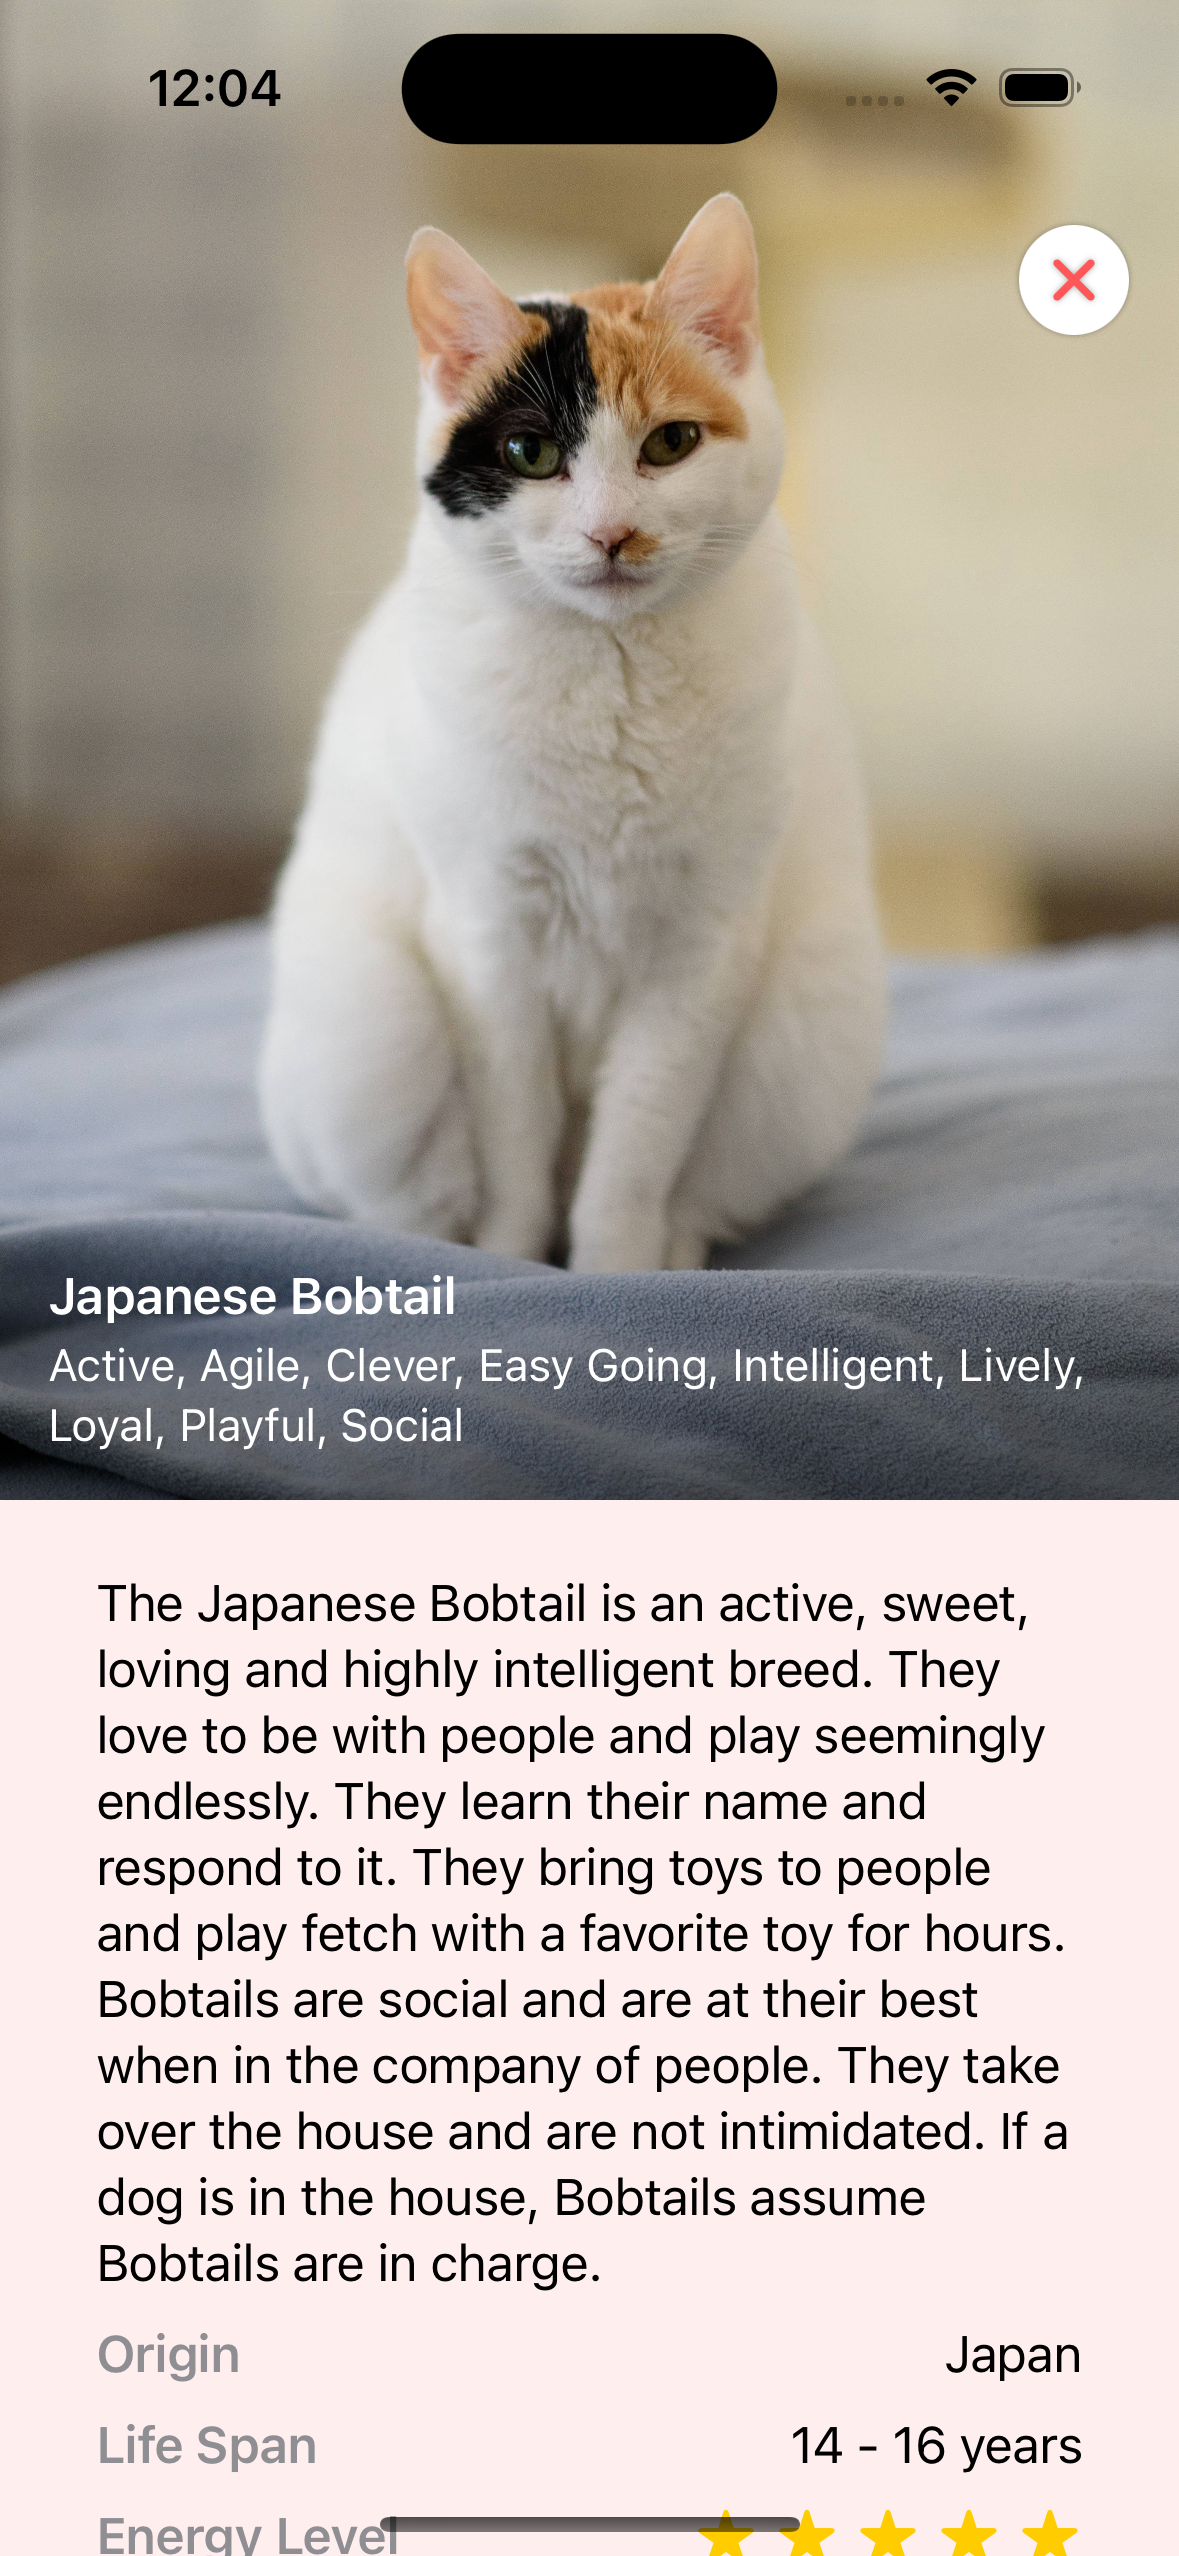 12:04
Japanese Bobtail
Active, Agile, Clever, Easy Going, Intelligent, Lively,
Loyal, Playful, Social
The Japanese Bobtail is an active, sweet,
loving and highly intelligent breed. They
love to be with people and play seemingly
endlessly. They learn their name and
respond to it. They bring toys to people
and play fetch with a favorite toy for hours.
Bobtails are social and are at their best
when in the company of people. They take
over the house and are not intimidated. If a
dog is in the house, Bobtails assume
Bobtails are in charge.
Origin Japan
Life Span 14 - 16 years
Energy Level